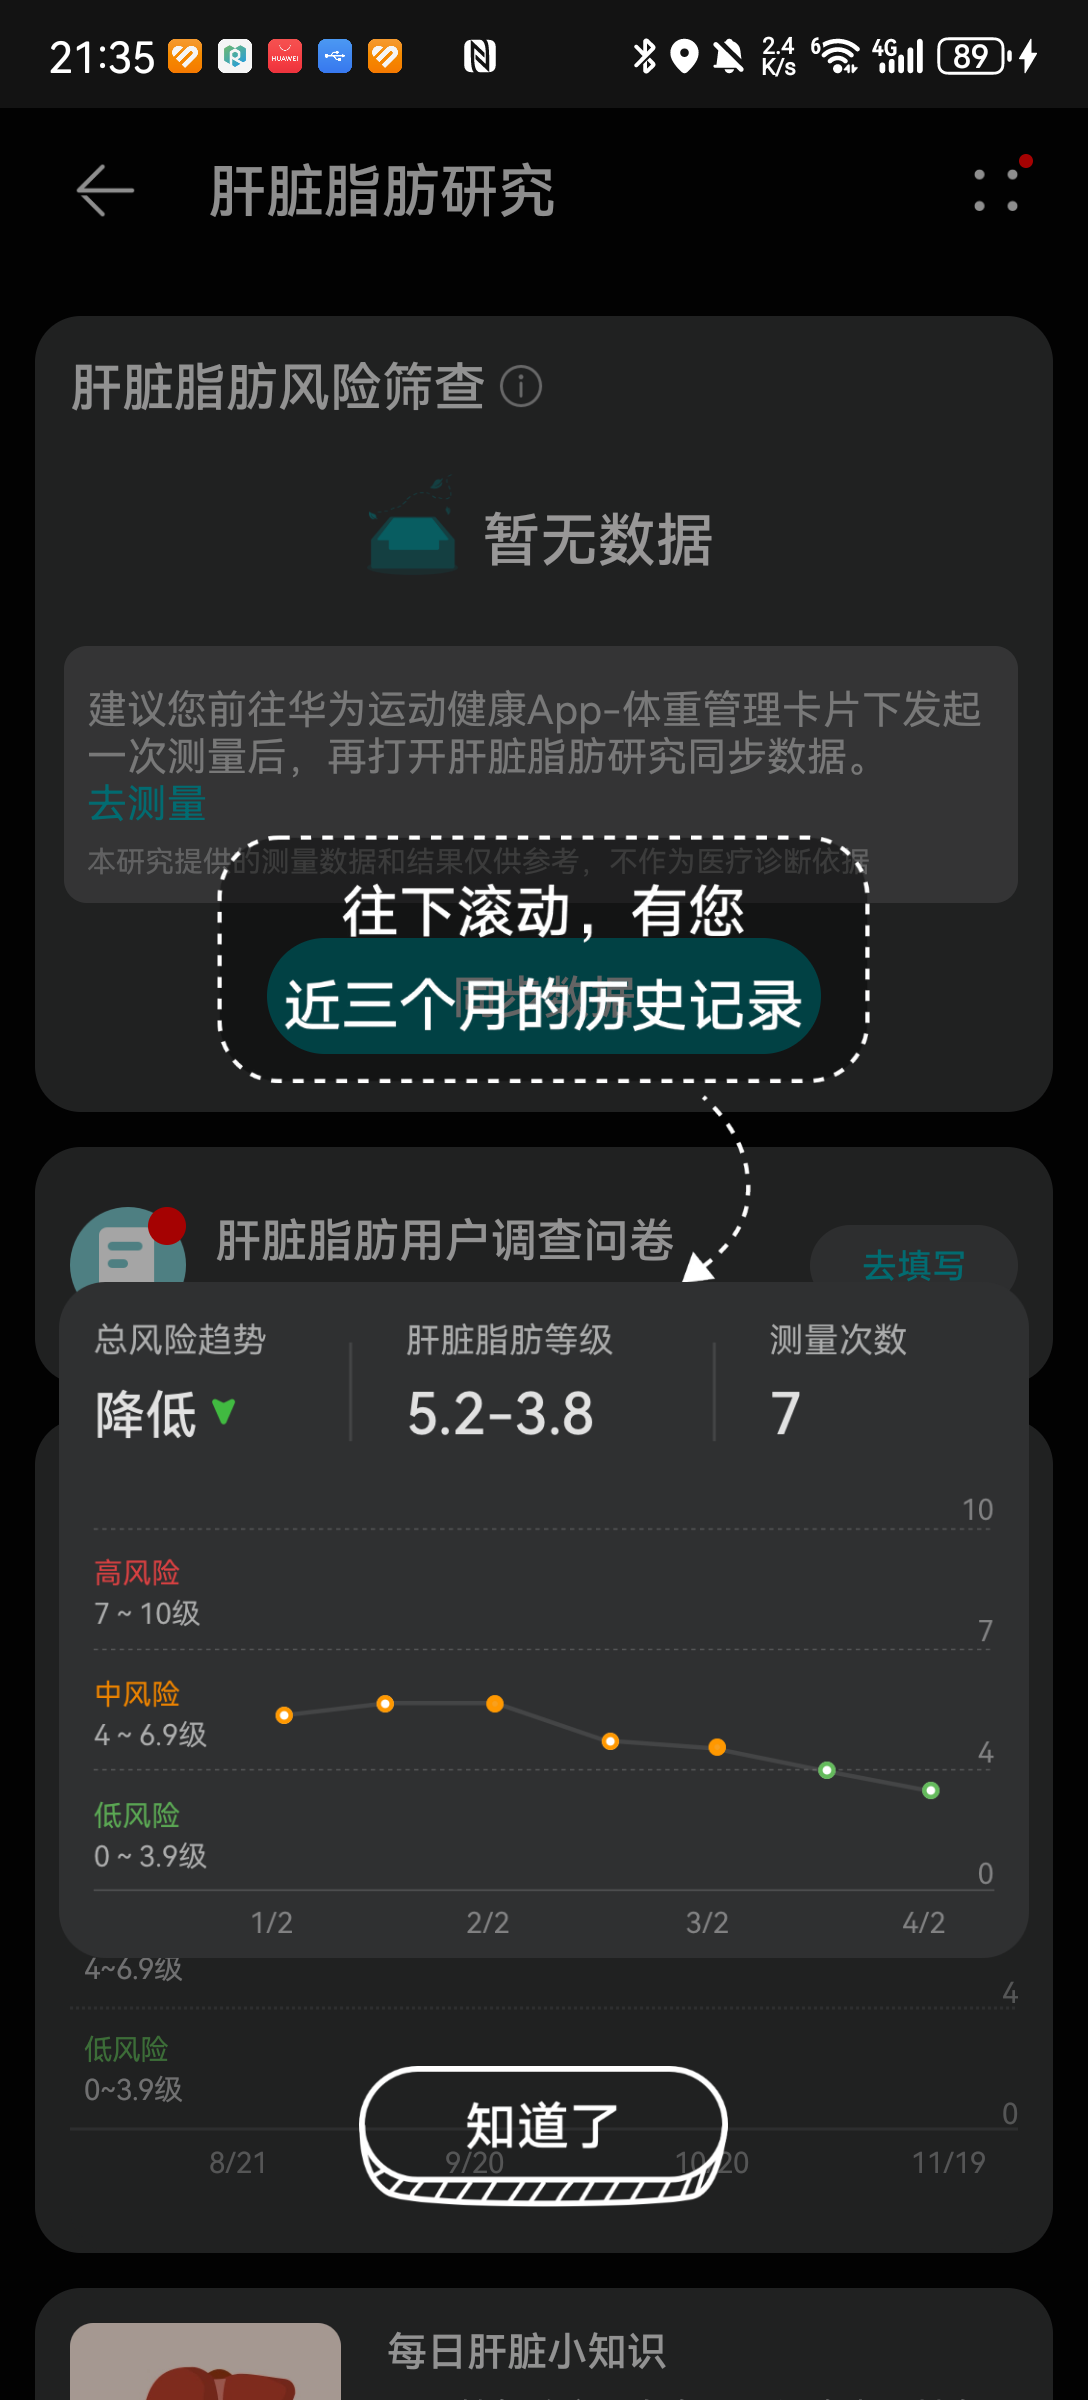 21:35
HUAWEI
2.4
K/s
6
4G
89
肝脏脂肪研究
肝脏脂肪风险筛查
暂无数据
建议您前往华为运动健康App-体重管理卡片下发起
一次测量后，再打开肝脏脂肪研究同步数据。
去测量
本研究提供的测量数据和结果仅供参考，不作为医疗诊断依据
往下滚动，有您
近三个月的历史记录
同步数据
肝脏脂肪用户调查问卷
去填写
总风险趋势 肝脏脂肪等级 测量次数
降低 5.2-3.8 7
10
高风险
7 ~ 10级
7
中风险
4 ~ 6.9级
4
低风险
0 ~ 3.9级
0
1/2 2/2 3/2 4/2
4~6.9级
4
低风险
0~3.9级
0
知道了
8/21 9/20 10/20 11/19
每日肝脏小知识